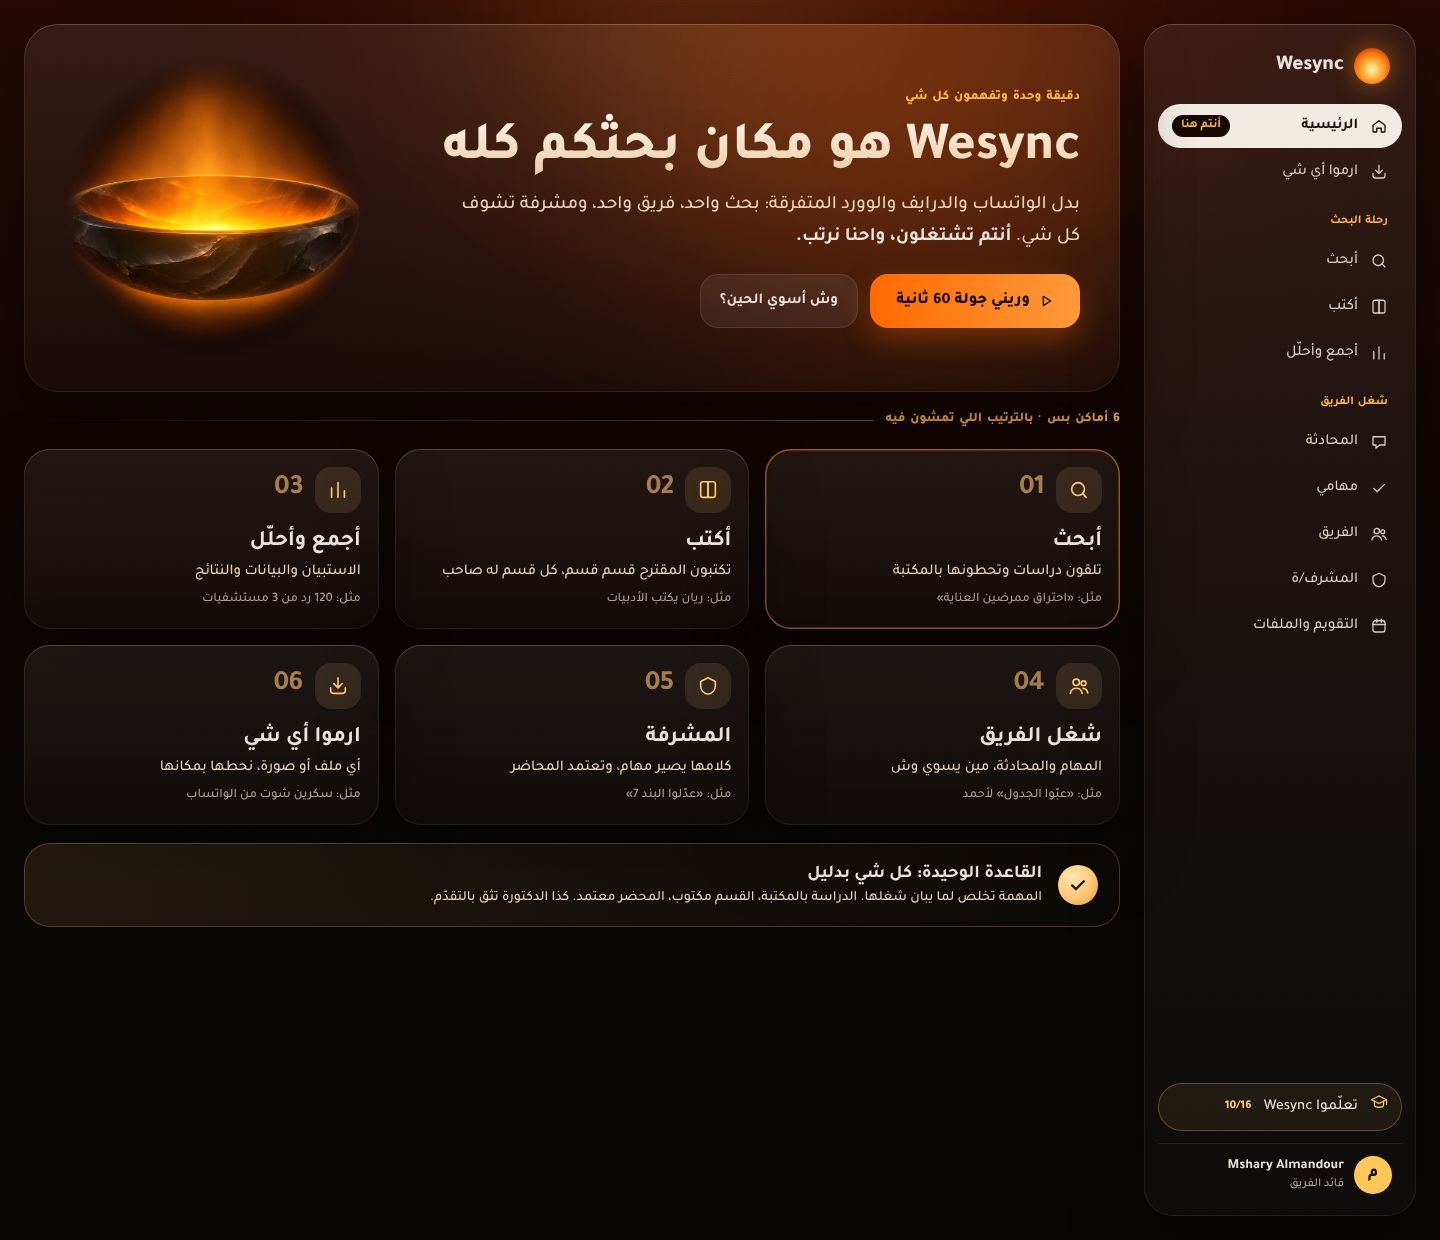 Wesync
الرئيسية
أنتم هنا
ارموا أي شي
رحلة البحث
أبحث
أكتب
أجمع وأحلّل
شغل الفريق
المحادثة
مهامي
الفريق
المشرف/ة
التقويم والملفات
تعلّموا Wesync 10/16
م
Mshary Almandour
قائد الفريق
دقيقة وحدة وتفهمون كل شي
Wesync هو مكان بحثكم كله
بدل الواتساب والدرايف والوورد المتفرقة: بحث واحد، فريق واحد، ومشرفة تشوف
كل شي. أنتم تشتغلون، واحنا نرتب.
وريني جولة 60 ثانية
وش أسوي الحين؟
6 أماكن بس · بالترتيب اللي تمشون فيه
01
أبحث
تلقون دراسات وتحطونها بالمكتبة
مثل: «احتراق ممرضين العناية»
02
أكتب
تكتبون المقترح قسم قسم، كل قسم له صاحب
مثل: ريان يكتب الأدبيات
03
أجمع وأحلّل
الاستبيان والبيانات والنتائج
مثل: 120 رد من 3 مستشفيات
04
شغل الفريق
المهام والمحادثة، مين يسوي وش
مثل: «عبّوا الجدول» لأحمد
05
المشرفة
كلامها يصير مهام، وتعتمد المحاضر
مثل: «عدّلوا البند 7»
06
ارموا أي شي
أي ملف أو صورة، نحطها بمكانها
مثل: سكرين شوت من الواتساب
القاعدة الوحيدة: كل شي بدليل
المهمة تخلص لما يبان شغلها. الدراسة بالمكتبة، القسم مكتوب، المحضر معتمد. كذا الدكتورة تثق بالتقدّم.